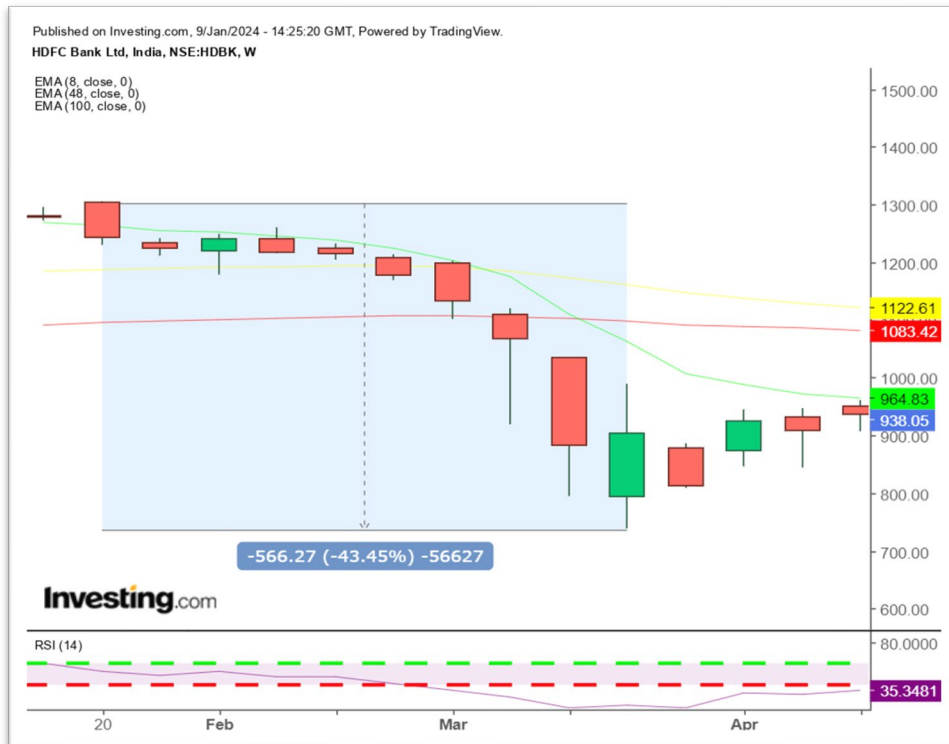 Published on Investing.com, 9/Jan/2024 - 14:25:20 GMT, Powered by TradingView.
HDFC Bank Ltd, India, NSE:HDBK, W
EMA (8, close, 0)
EMA (48, close, 0)
EMA (100, close, 0)
1500.00
1400.00
1300.00
1200.00
1122.61
1083.42
1000.00
964.83
938.05
900.00
800.00
700.00
600.00
-566.27 (-43.45%) -56627
Investing.com
RSI (14)
80.0000
35.3481
20 Feb Mar Apr